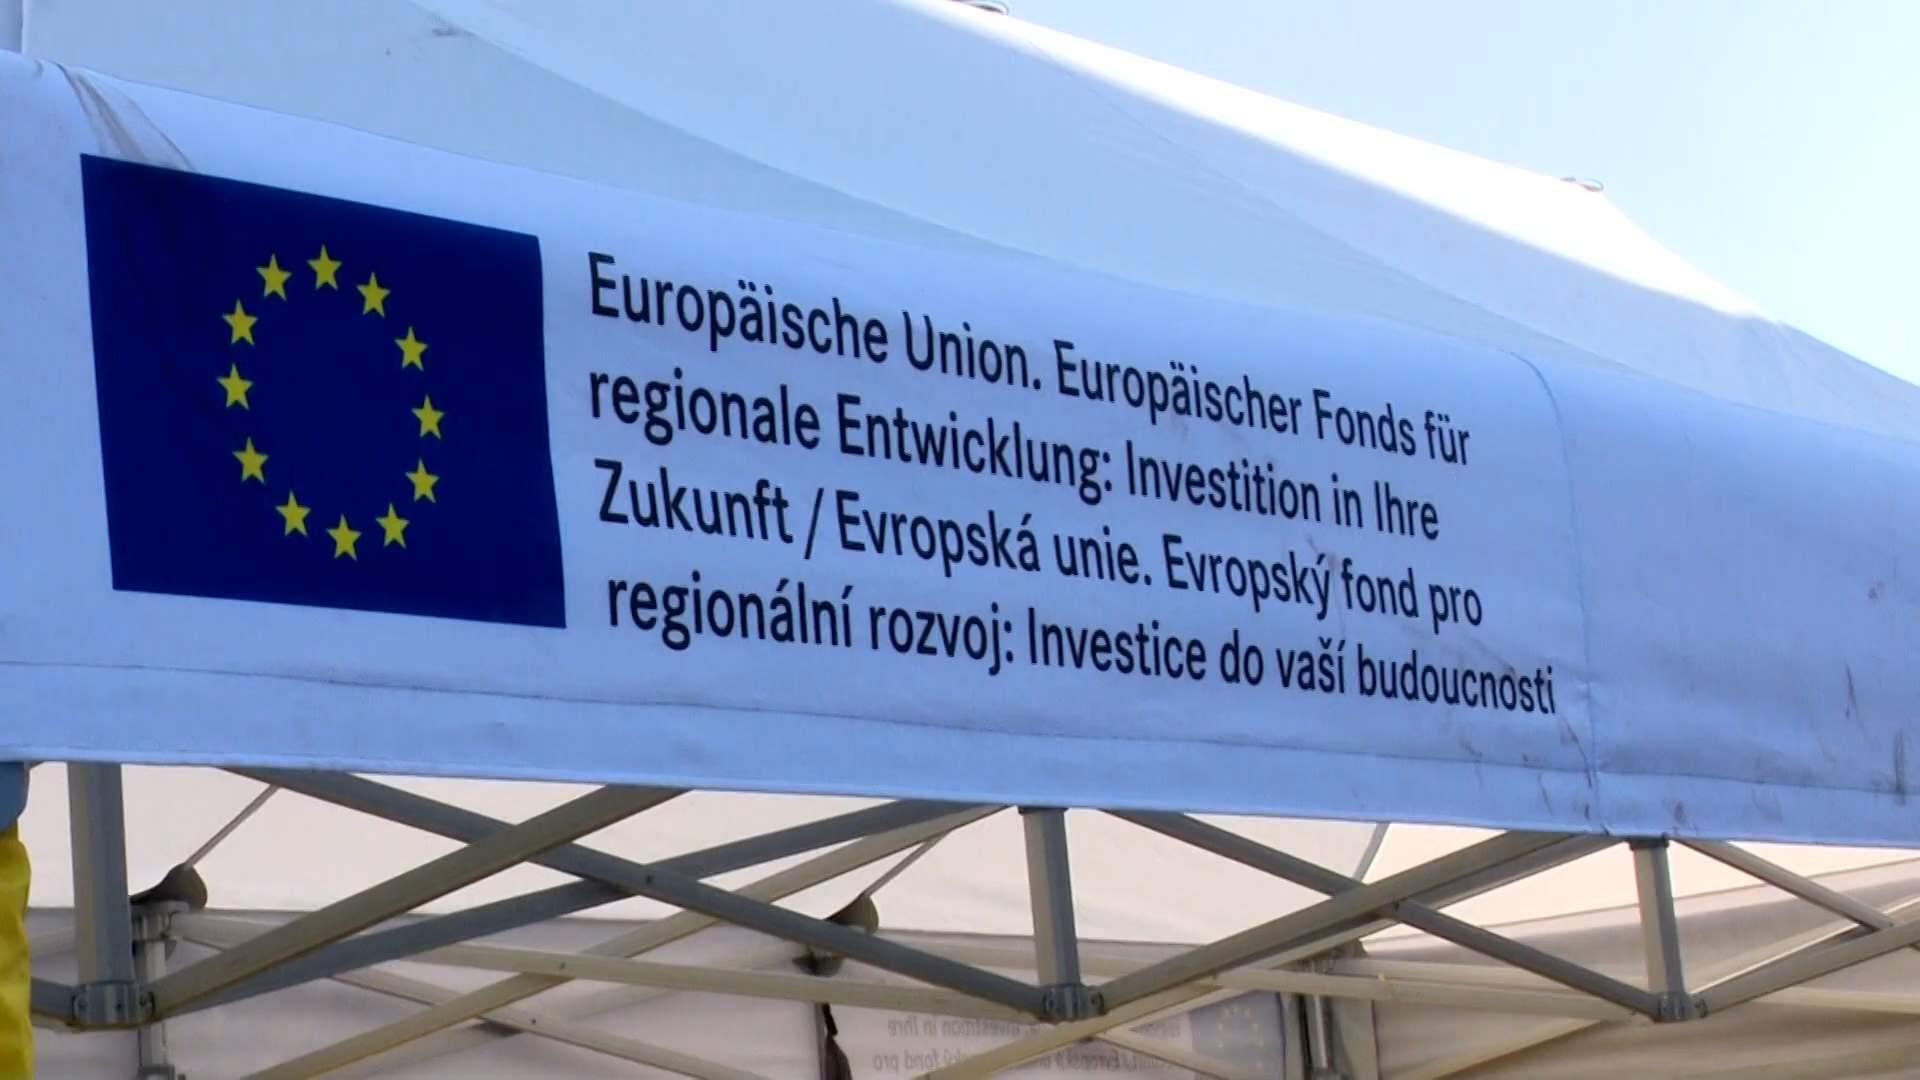 Europäische Union. Europäischer Fonds für
regionale Entwicklung: Investition in Ihre
Zukunft / Evropská unie. Evropský fond pro
regionální rozvoj: Investice do vaší budoucnosti